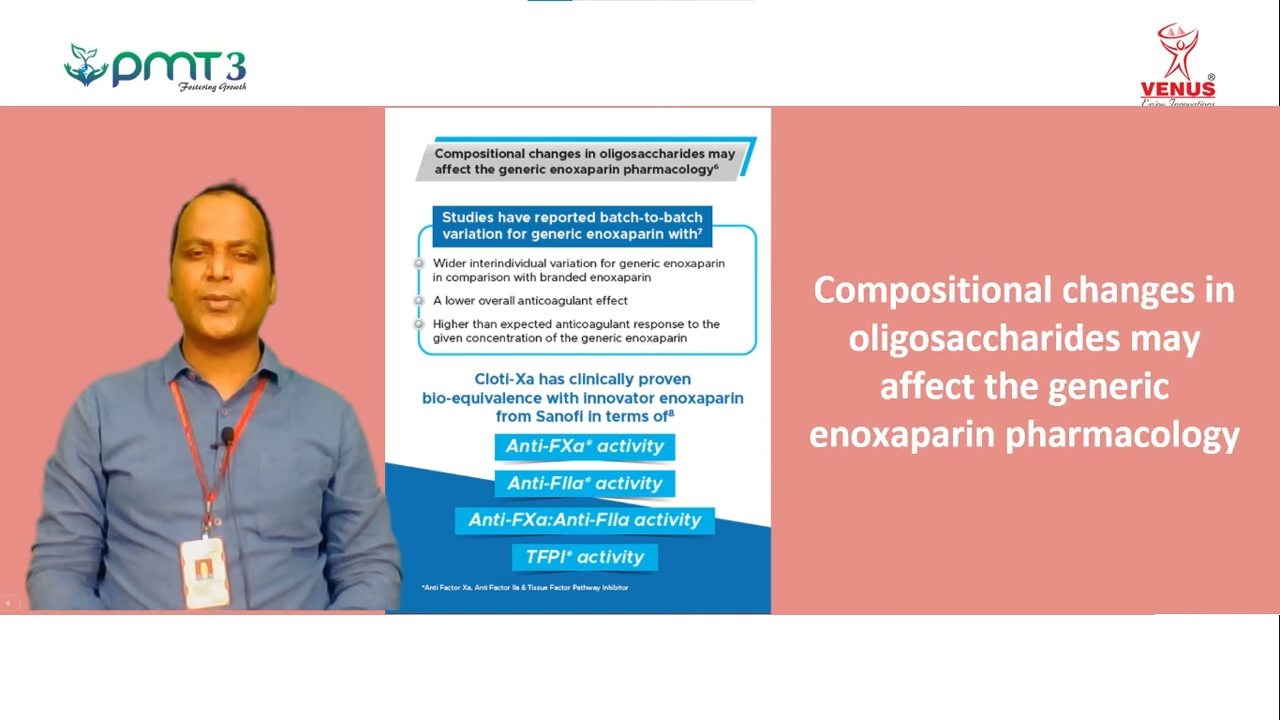 pmt3
Fostering Growth
®
VENUS
Enjoy Innovations
Compositional changes in oligosaccharides may
affect the generic enoxaparin pharmacology⁶
Studies have reported batch-to-batch
variation for generic enoxaparin with⁷
Wider interindividual variation for generic enoxaparin
in comparison with branded enoxaparin
A lower overall anticoagulant effect
Higher than expected anticoagulant response to the
given concentration of the generic enoxaparin
Cloti-Xa has clinically proven
bio-equivalence with innovator enoxaparin
from Sanofi in terms of⁸
Anti-FXa* activity
Anti-FIIa* activity
Anti-FXa:Anti-FIIa activity
TFPI* activity
*Anti Factor Xa, Anti Factor IIa & Tissue Factor Pathway Inhibitor
Compositional changes in
oligosaccharides may
affect the generic
enoxaparin pharmacology